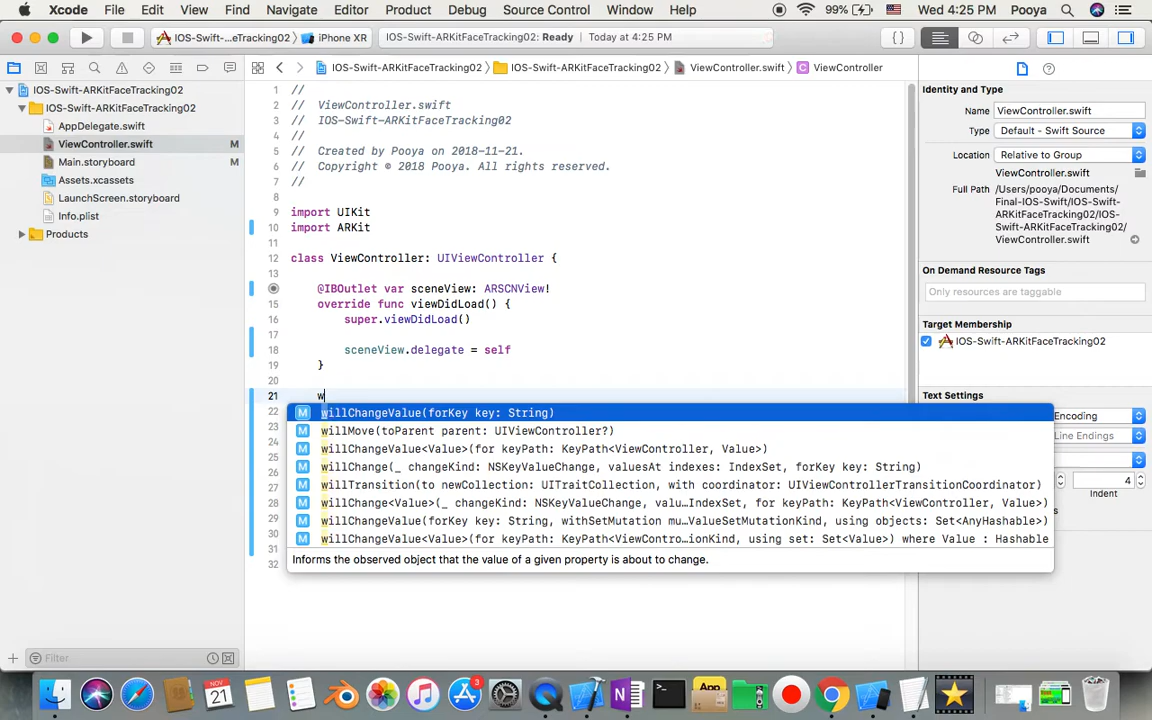 Xcode File Edit View Find Navigate Editor Product Debug Source Control Window Help 99% Wed 4:25 PM Pooya
IOS-Swift-...eTracking02 〉 iPhone XR IOS-Swift-ARKitFaceTracking02: Ready | Today at 4:25 PM
IOS-Swift-ARKitFaceTracking02 〉 IOS-Swift-ARKitFaceTracking02 〉 ViewController.swift 〉 C ViewController
IOS-Swift-ARKitFaceTracking02
IOS-Swift-ARKitFaceTracking02
AppDelegate.swift
ViewController.swift M
Main.storyboard M
Assets.xcassets
LaunchScreen.storyboard
Info.plist
Products
Filter
1 //
2 // ViewController.swift
3 // IOS-Swift-ARKitFaceTracking02
4 //
5 // Created by Pooya on 2018-11-21.
6 // Copyright © 2018 Pooya. All rights reserved.
7 //
8
9 import UIKit
10 import ARKit
11
12 class ViewController: UIViewController {
13
@IBOutlet var sceneView: ARSCNView!
15 override func viewDidLoad() {
16 super.viewDidLoad()
17
18 sceneView.delegate = self
19 }
20
21 w
22 M willChangeValue(forKey key: String)
23 M willMove(toParent parent: UIViewController?)
24 M willChangeValue<Value>(for keyPath: KeyPath<ViewController, Value>)
26 M willChange(_ changeKind: NSKeyValueChange, valuesAt indexes: IndexSet, forKey key: String)
27 M willTransition(to newCollection: UITraitCollection, with coordinator: UIViewControllerTransitionCoordinator)
28 M willChange<Value>(_ changeKind: NSKeyValueChange, valu...IndexSet, for keyPath: KeyPath<ViewController, Value>)
M willChangeValue(forKey key: String, withSetMutation mu...ValueSetMutationKind, using objects: Set<AnyHashable>)
30 M willChangeValue<Value>(for keyPath: KeyPath<ViewContro...ionKind, using set: Set<Value>) where Value : Hashable
31
32 Informs the observed object that the value of a given property is about to change.
Identity and Type
Name ViewController.swift
Type Default - Swift Source
Location Relative to Group
ViewController.swift
Full Path /Users/pooya/Documents/
Final-IOS-Swift/IOS-Swift-
ARKitFaceTracking02/IOS-
Swift-ARKitFaceTracking02/
ViewController.swift
On Demand Resource Tags
Only resources are taggable
Target Membership
IOS-Swift-ARKitFaceTracking02
Text Settings
Encoding
Line Endings
4
Indent
NOV
21
3
App